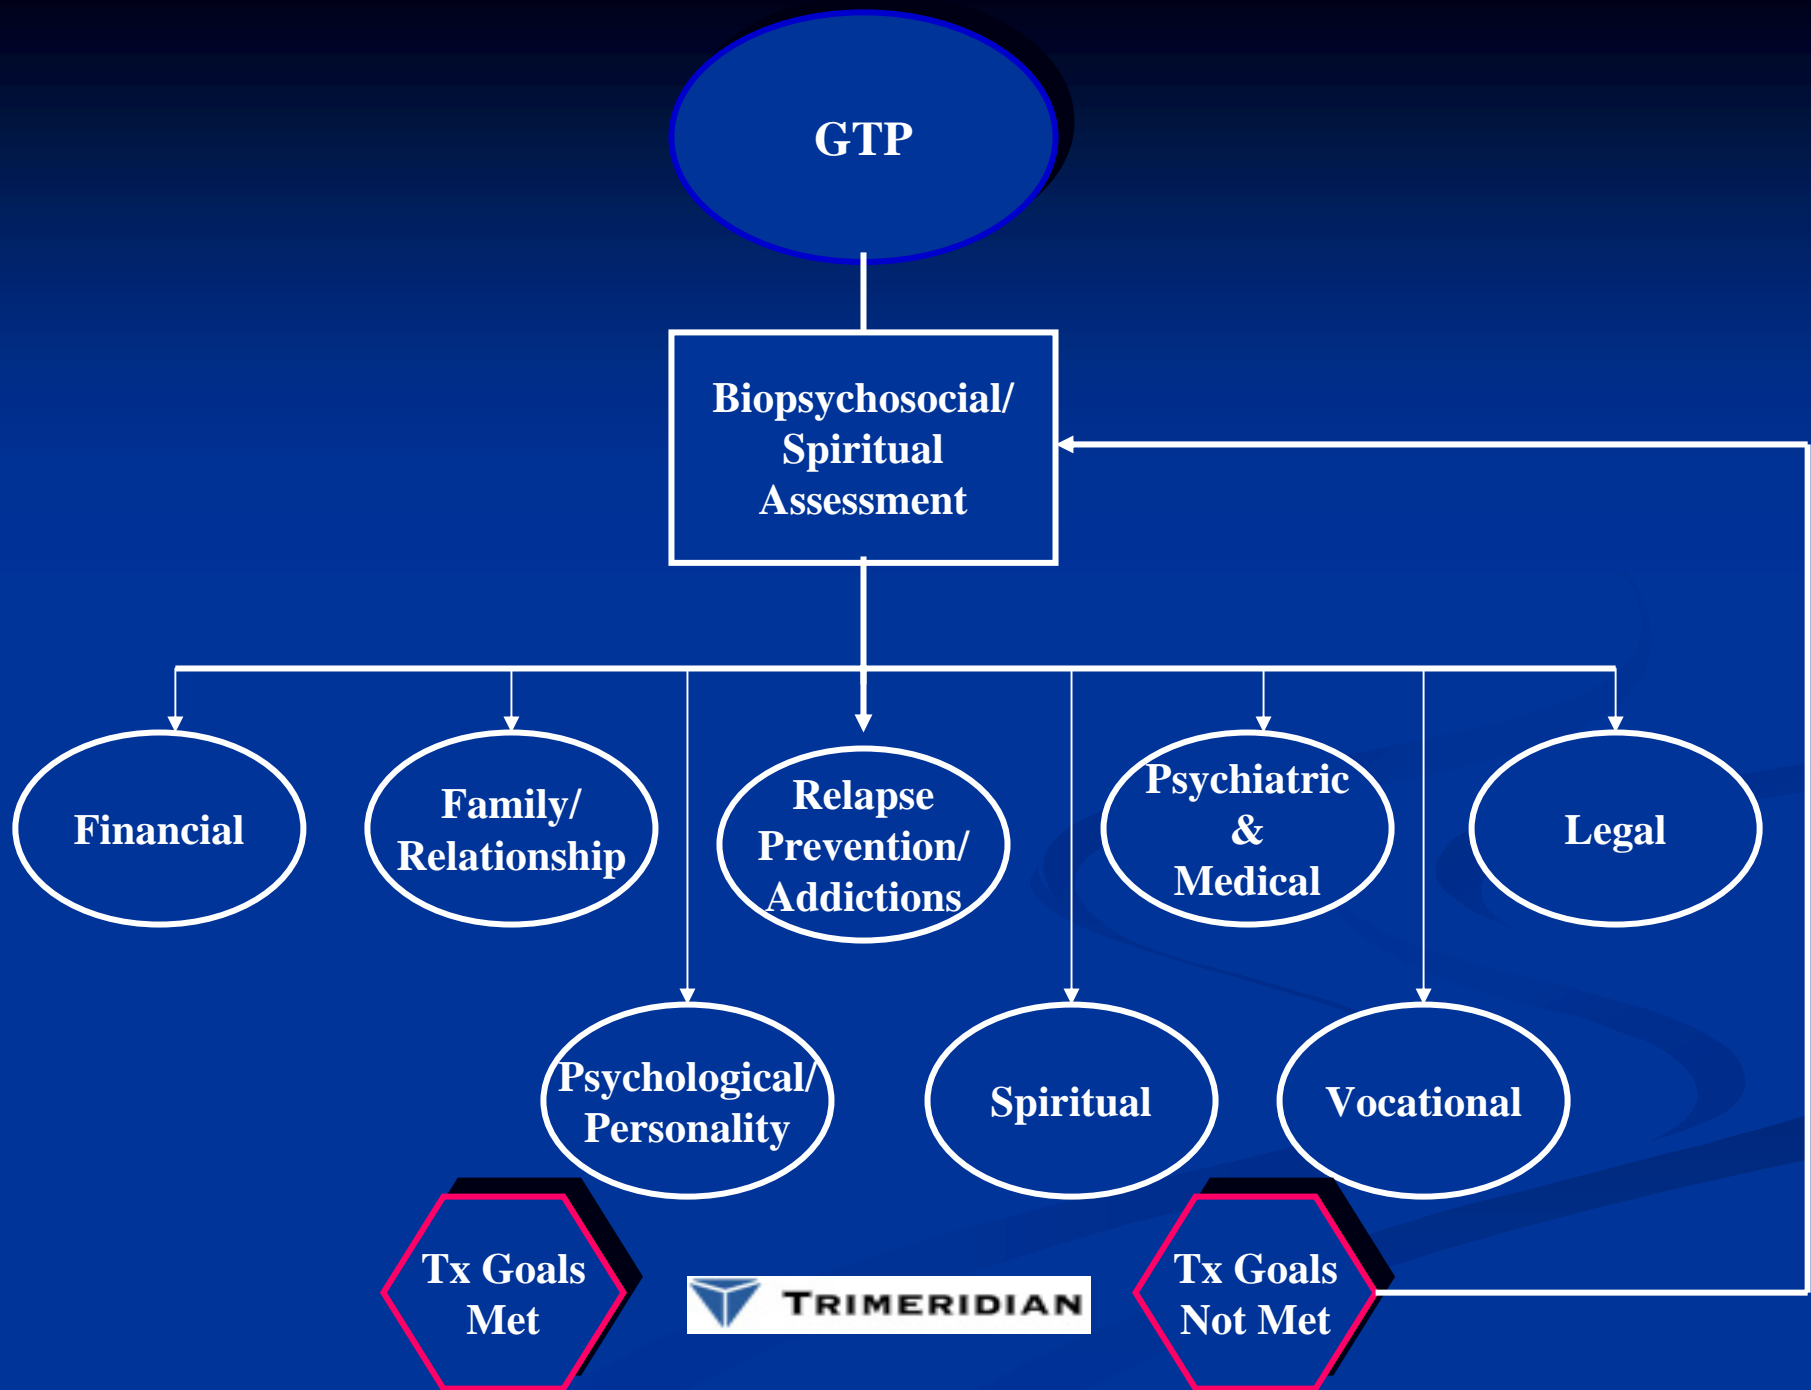 GTP
Biopsychosocial/
Spiritual
Assessment
Financial
Family/
Relationship
Relapse
Prevention/
Addictions
Psychiatric
&
Medical
Legal
Psychological/
Personality
Spiritual
Vocational
Tx Goals
Met
TRIMERIDIAN
Tx Goals
Not Met